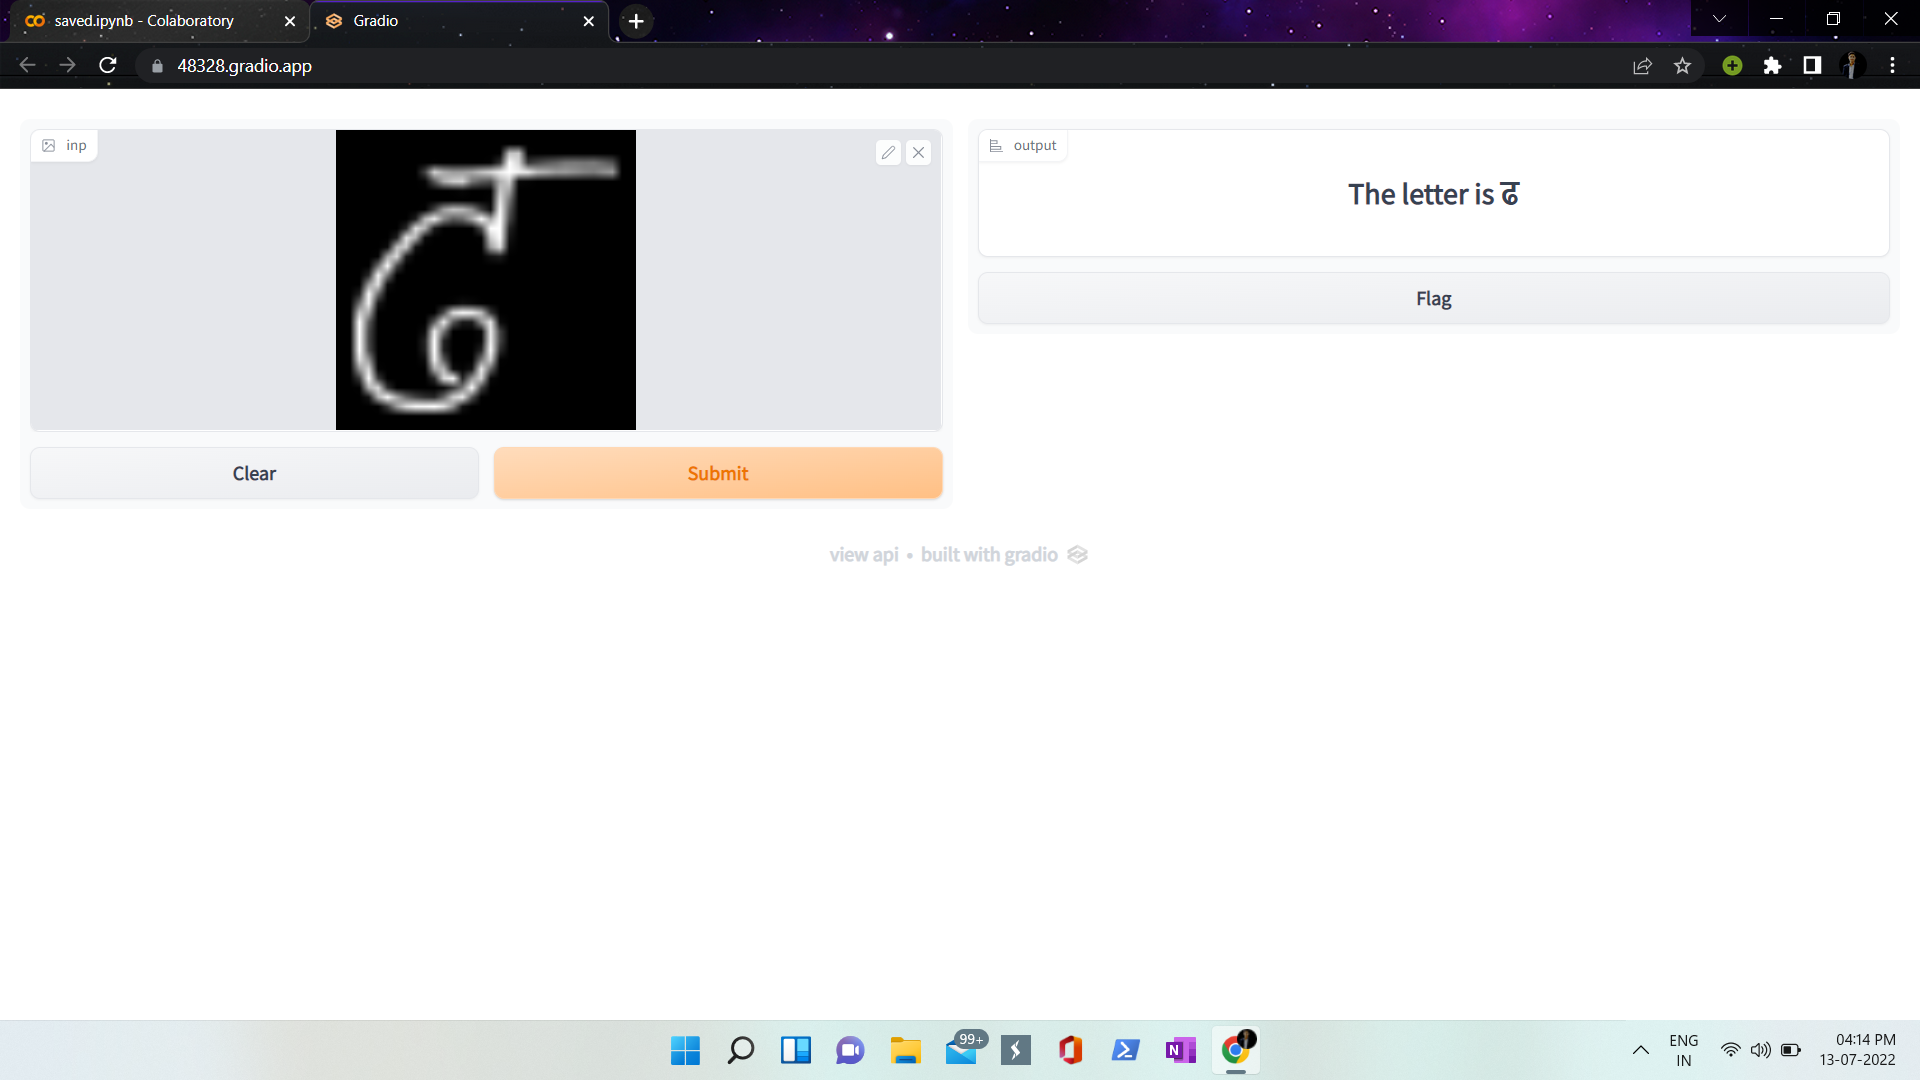 saved.ipynb - Colaboratory
Gradio
48328.gradio.app
inp
ढ
Clear
Submit
output
The letter is ढ
Flag
view api • built with gradio
99+
ENG
IN
04:14 PM
13-07-2022